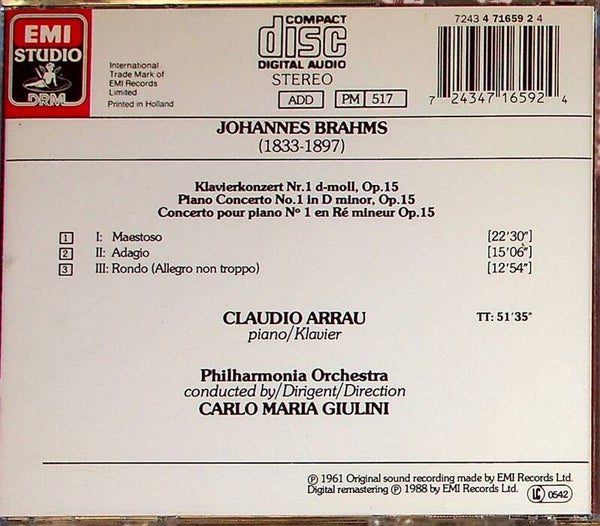 EMI
STUDIO
DRM
International
Trade Mark of
EMI Records
Limited
Printed in Holland
COMPACT
disc
DIGITAL AUDIO
STEREO
ADD
PM 517
7243 4 71659 2 4
7 24347 16592 4
JOHANNES BRAHMS
(1833-1897)
Klavierkonzert Nr.1 d-moll, Op.15
Piano Concerto No.1 in D minor, Op.15
Concerto pour piano Nº 1 en Ré mineur Op.15
1 I: Maestoso [22'30"]
2 II: Adagio [15'06"]
3 III: Rondo (Allegro non troppo) [12'54"]
CLAUDIO ARRAU TT: 51'35"
piano/Klavier
Philharmonia Orchestra
conducted by/Dirigent/Direction
CARLO MARIA GIULINI
℗ 1961 Original sound recording made by EMI Records Ltd.
Digital remastering ℗ 1988 by EMI Records Ltd. LC 0542